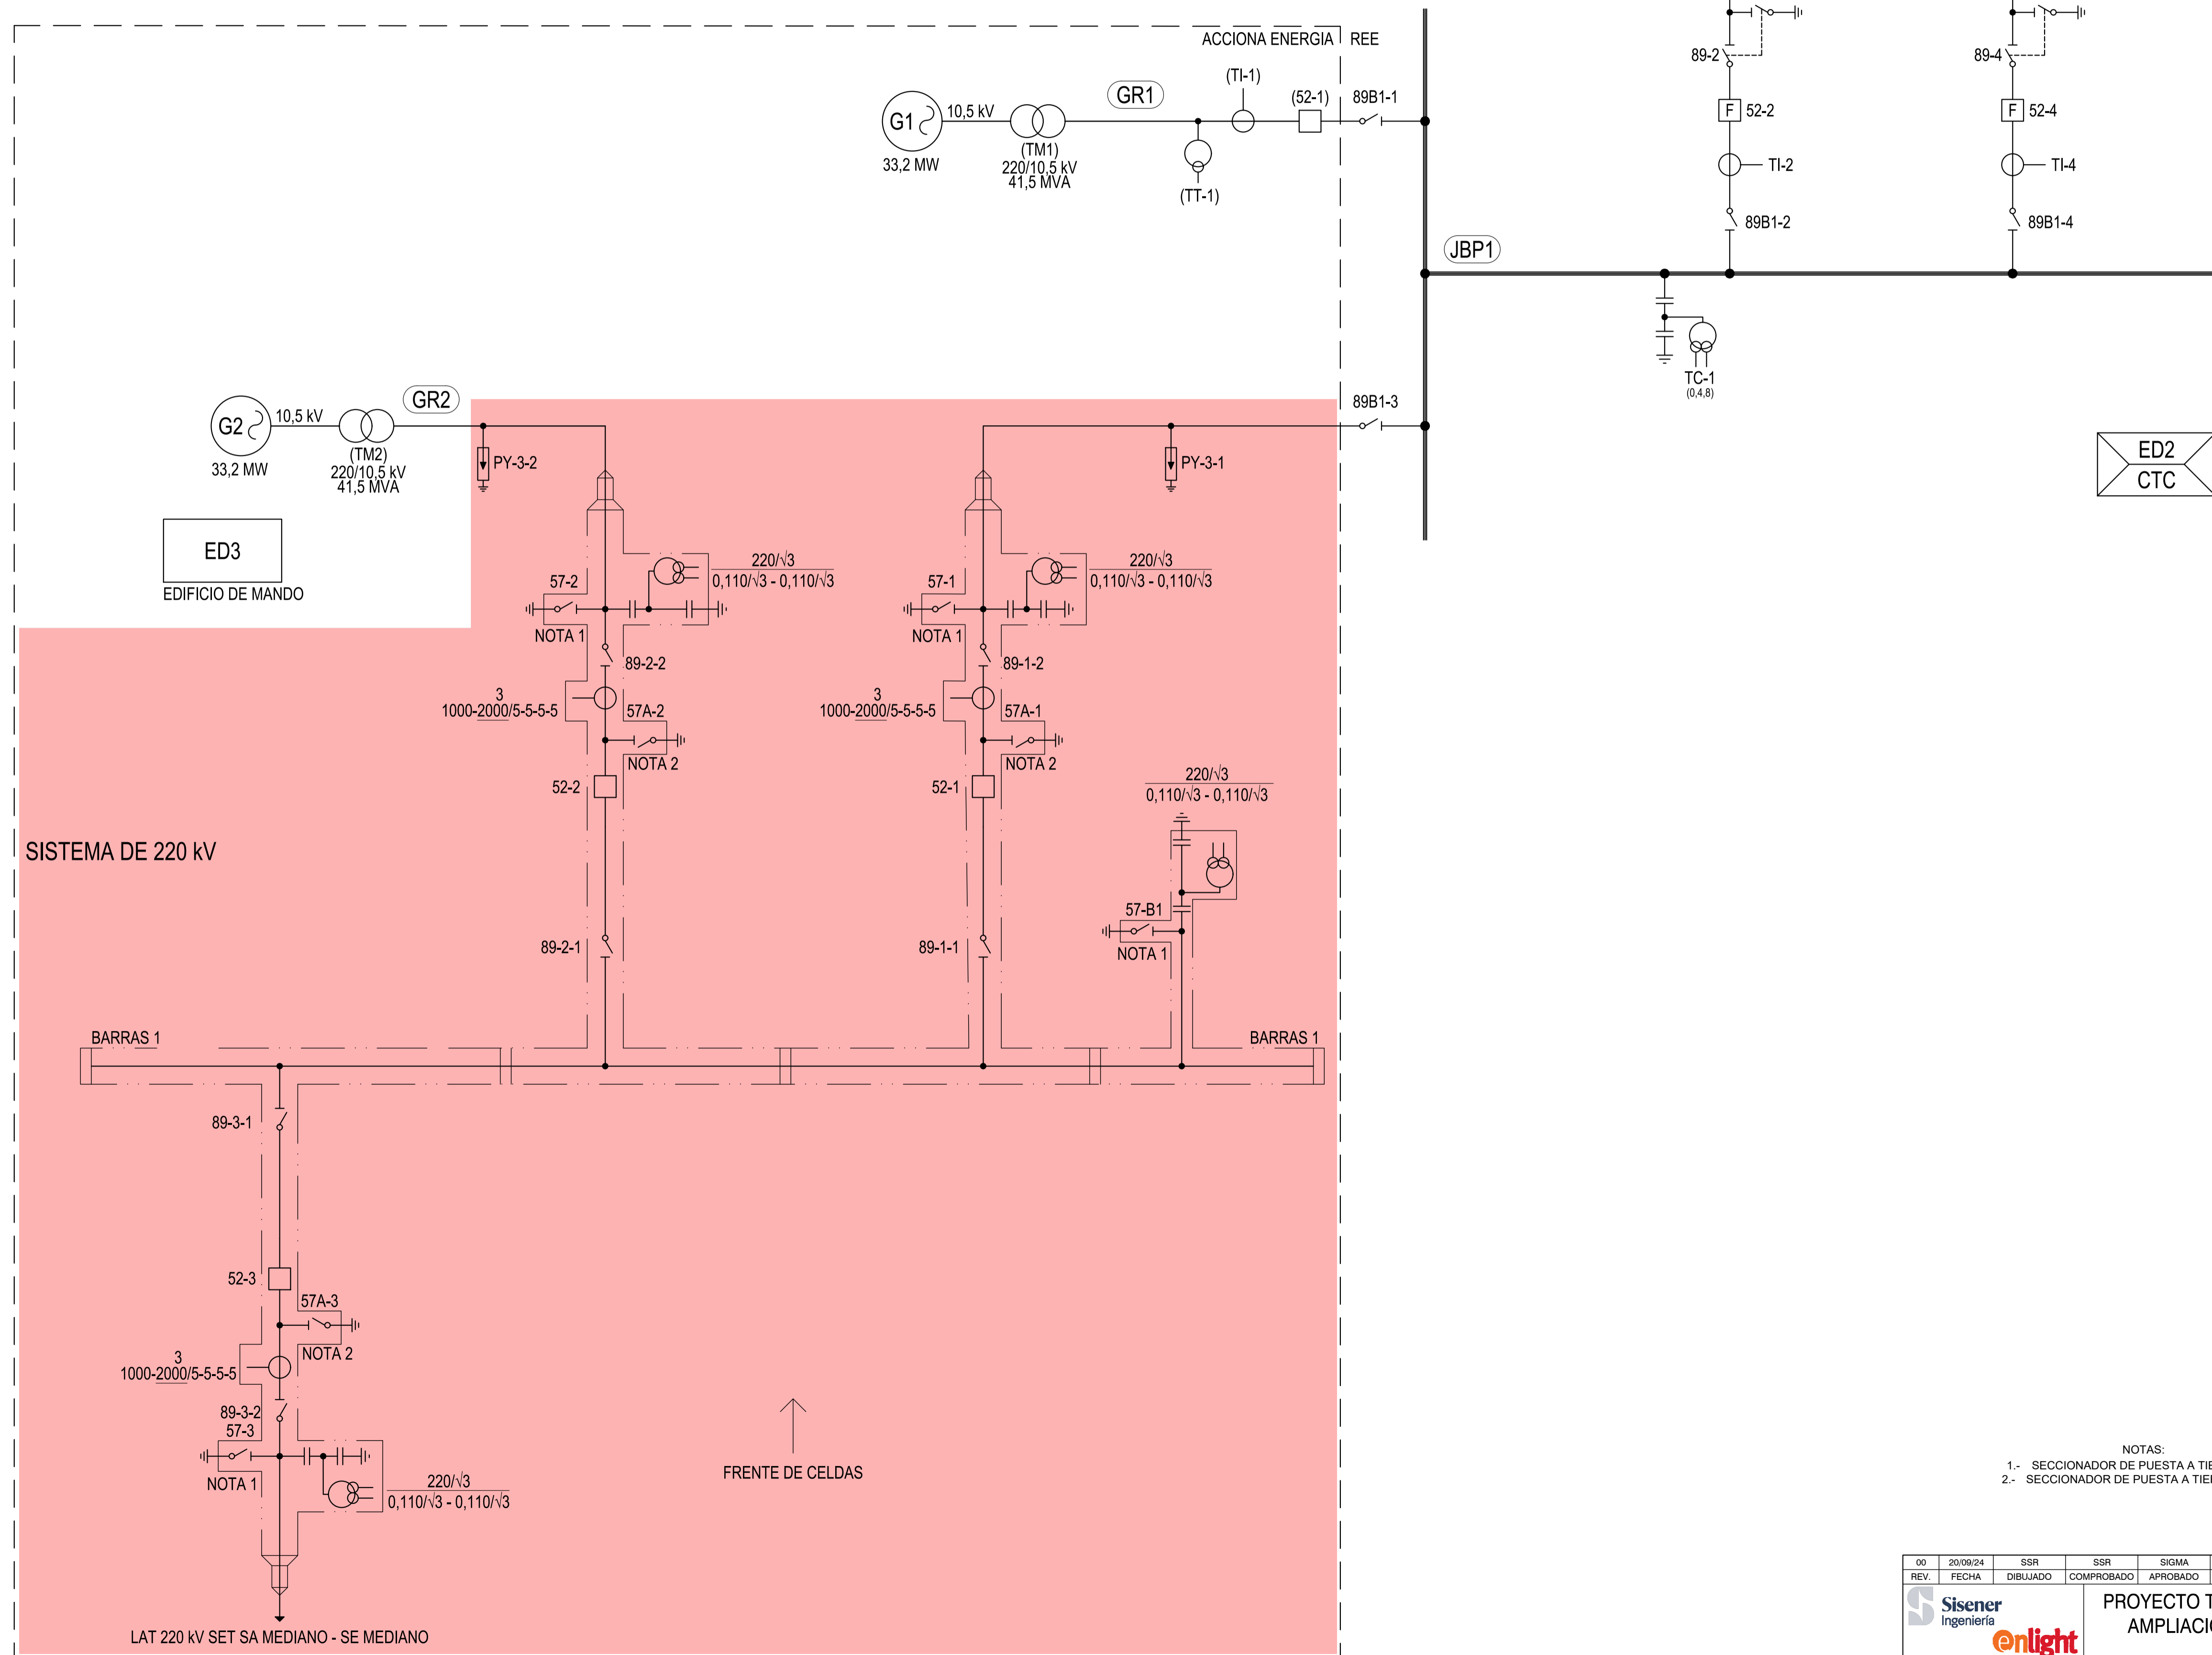 ACCIONA ENERGIA
REE
(TI-1)
GR1
(52-1)
89B1-1
G1
10,5 kV
33,2 MW
(TM1)
220/10,5 kV
41,5 MVA
(TT-1)
89-2
89-4
F
52-2
F
52-4
TI-2
TI-4
89B1-2
89B1-4
JBP1
TC-1
(0,4,8)
89B1-3
ED2
CTC
G2
10,5 kV
GR2
33,2 MW
(TM2)
220/10,5 kV
41,5 MVA
PY-3-2
PY-3-1
ED3
EDIFICIO DE MANDO
57-2
220/√3
0,110/√3 - 0,110/√3
NOTA 1
89-2-2
3
1000-2000/5-5-5-5
57A-2
NOTA 2
52-2
89-2-1
57-1
220/√3
0,110/√3 - 0,110/√3
NOTA 1
89-1-2
3
1000-2000/5-5-5-5
57A-1
NOTA 2
52-1
89-1-1
220/√3
0,110/√3 - 0,110/√3
57-B1
NOTA 1
SISTEMA DE 220 kV
BARRAS 1
BARRAS 1
89-3-1
52-3
57A-3
NOTA 2
3
1000-2000/5-5-5-5
89-3-2
57-3
NOTA 1
220/√3
0,110/√3 - 0,110/√3
FRENTE DE CELDAS
LAT 220 kV SET SA MEDIANO - SE MEDIANO
NOTAS:
1.- SECCIONADOR DE PUESTA A
2.- SECCIONADOR DE PUESTA A
00 20/09/24 SSR SSR SIGMA
REV. FECHA DIBUJADO COMPROBADO APROBADO
Sisener
Ingeniería
enlight
PROYECTO